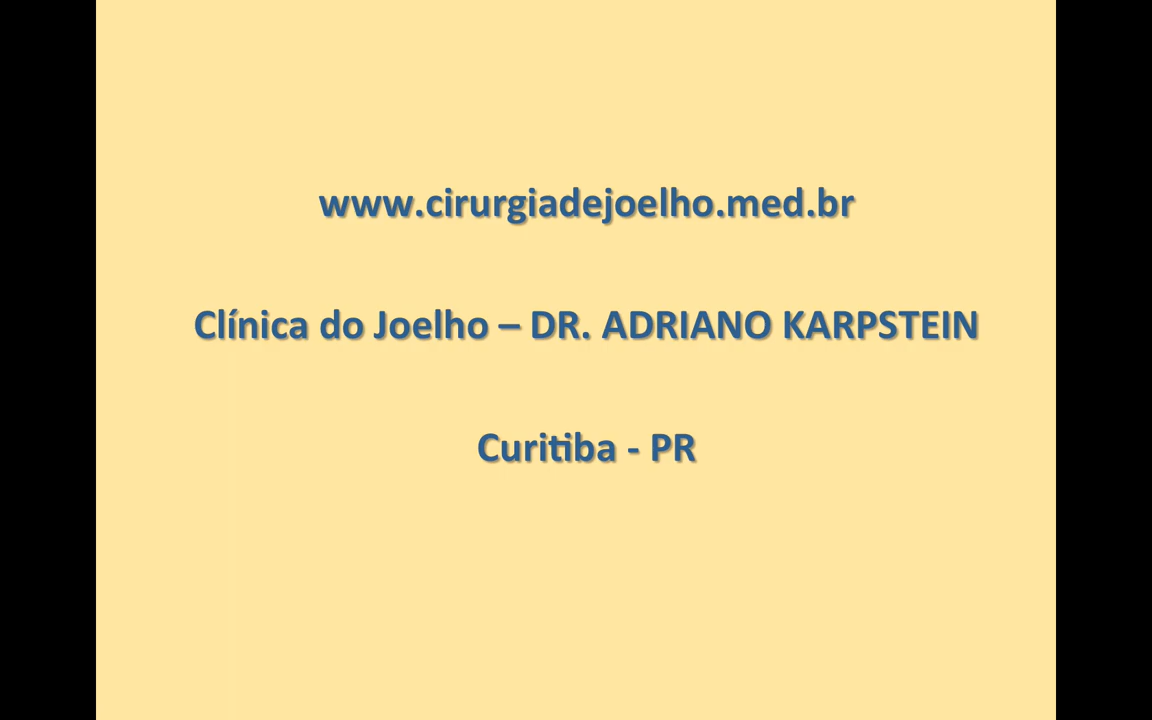 www.cirurgiadejoelho.med.br
Clínica do Joelho – DR. ADRIANO KARPSTEIN
Curitiba - PR